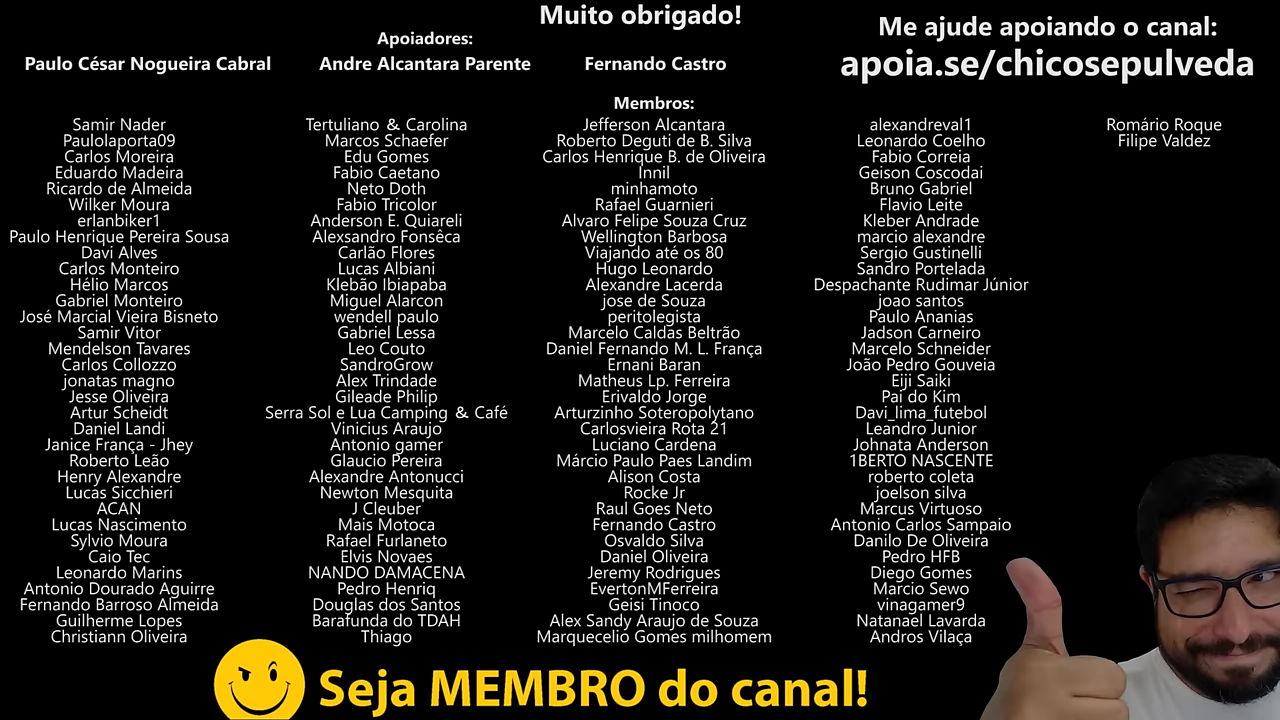 Muito obrigado!
Me ajude apoiando o canal:
apoia.se/chicosepulveda
Apoiadores:
Paulo César Nogueira Cabral
Andre Alcantara Parente
Fernando Castro
Membros:
Samir Nader
Paulolaporta09
Carlos Moreira
Eduardo Madeira
Ricardo de Almeida
Wilker Moura
erlanbiker1
Paulo Henrique Pereira Sousa
Davi Alves
Carlos Monteiro
Hélio Marcos
Gabriel Monteiro
José Marcial Vieira Bisneto
Samir Vitor
Mendelson Tavares
Carlos Collozzo
jonatas magno
Jesse Oliveira
Artur Scheidt
Daniel Landi
Janice França - Jhey
Roberto Leão
Henry Alexandre
Lucas Sicchieri
ACAN
Lucas Nascimento
Sylvio Moura
Caio Tec
Leonardo Marins
Antonio Dourado Aguirre
Fernando Barroso Almeida
Guilherme Lopes
Christiann Oliveira
Tertuliano & Carolina
Marcos Schaefer
Edu Gomes
Fabio Caetano
Neto Doth
Fabio Tricolor
Anderson E. Quiareli
Alexsandro Fonsêca
Carlão Flores
Lucas Albiani
Klebão Ibiapaba
Miguel Alarcon
wendell paulo
Gabriel Lessa
Leo Couto
SandroGrow
Alex Trindade
Gileade Philip
Serra Sol e Lua Camping & Café
Vinicius Araujo
Antonio gamer
Glaucio Pereira
Alexandre Antonucci
Newton Mesquita
J Cleuber
Mais Motoca
Rafael Furlaneto
Elvis Novaes
NANDO DAMACENA
Pedro Henriq
Douglas dos Santos
Barafunda do TDAH
Thiago
Jefferson Alcantara
Roberto Deguti de B. Silva
Carlos Henrique B. de Oliveira
Innil
minhamoto
Rafael Guarnieri
Alvaro Felipe Souza Cruz
Wellington Barbosa
Viajando até os 80
Hugo Leonardo
Alexandre Lacerda
jose de Souza
peritolegista
Marcelo Caldas Beltrão
Daniel Fernando M. L. França
Ernani Baran
Matheus Lp. Ferreira
Erivaldo Jorge
Arturzinho Soteropolytano
Carlosvieira Rota 21
Luciano Cardena
Márcio Paulo Paes Landim
Alison Costa
Rocke Jr
Raul Goes Neto
Fernando Castro
Osvaldo Silva
Daniel Oliveira
Jeremy Rodrigues
EvertonMFerreira
Geisi Tinoco
Alex Sandy Araujo de Souza
Marquecelio Gomes milhomem
alexandreval1
Leonardo Coelho
Fabio Correia
Geison Coscodai
Bruno Gabriel
Flavio Leite
Kleber Andrade
marcio alexandre
Sergio Gustinelli
Sandro Portelada
Despachante Rudimar Júnior
joao santos
Paulo Ananias
Jadson Carneiro
Marcelo Schneider
João Pedro Gouveia
Eiji Saiki
Pai do Kim
Davi_lima_futebol
Leandro Junior
Johnata Anderson
1BERTO NASCENTE
roberto coleta
joelson silva
Marcus Virtuoso
Antonio Carlos Sampaio
Danilo De Oliveira
Pedro HFB
Diego Gomes
Marcio Sewo
vinagamer9
Natanael Lavarda
Andros Vilaça
Romário Roque
Filipe Valdez
Seja MEMBRO do canal!